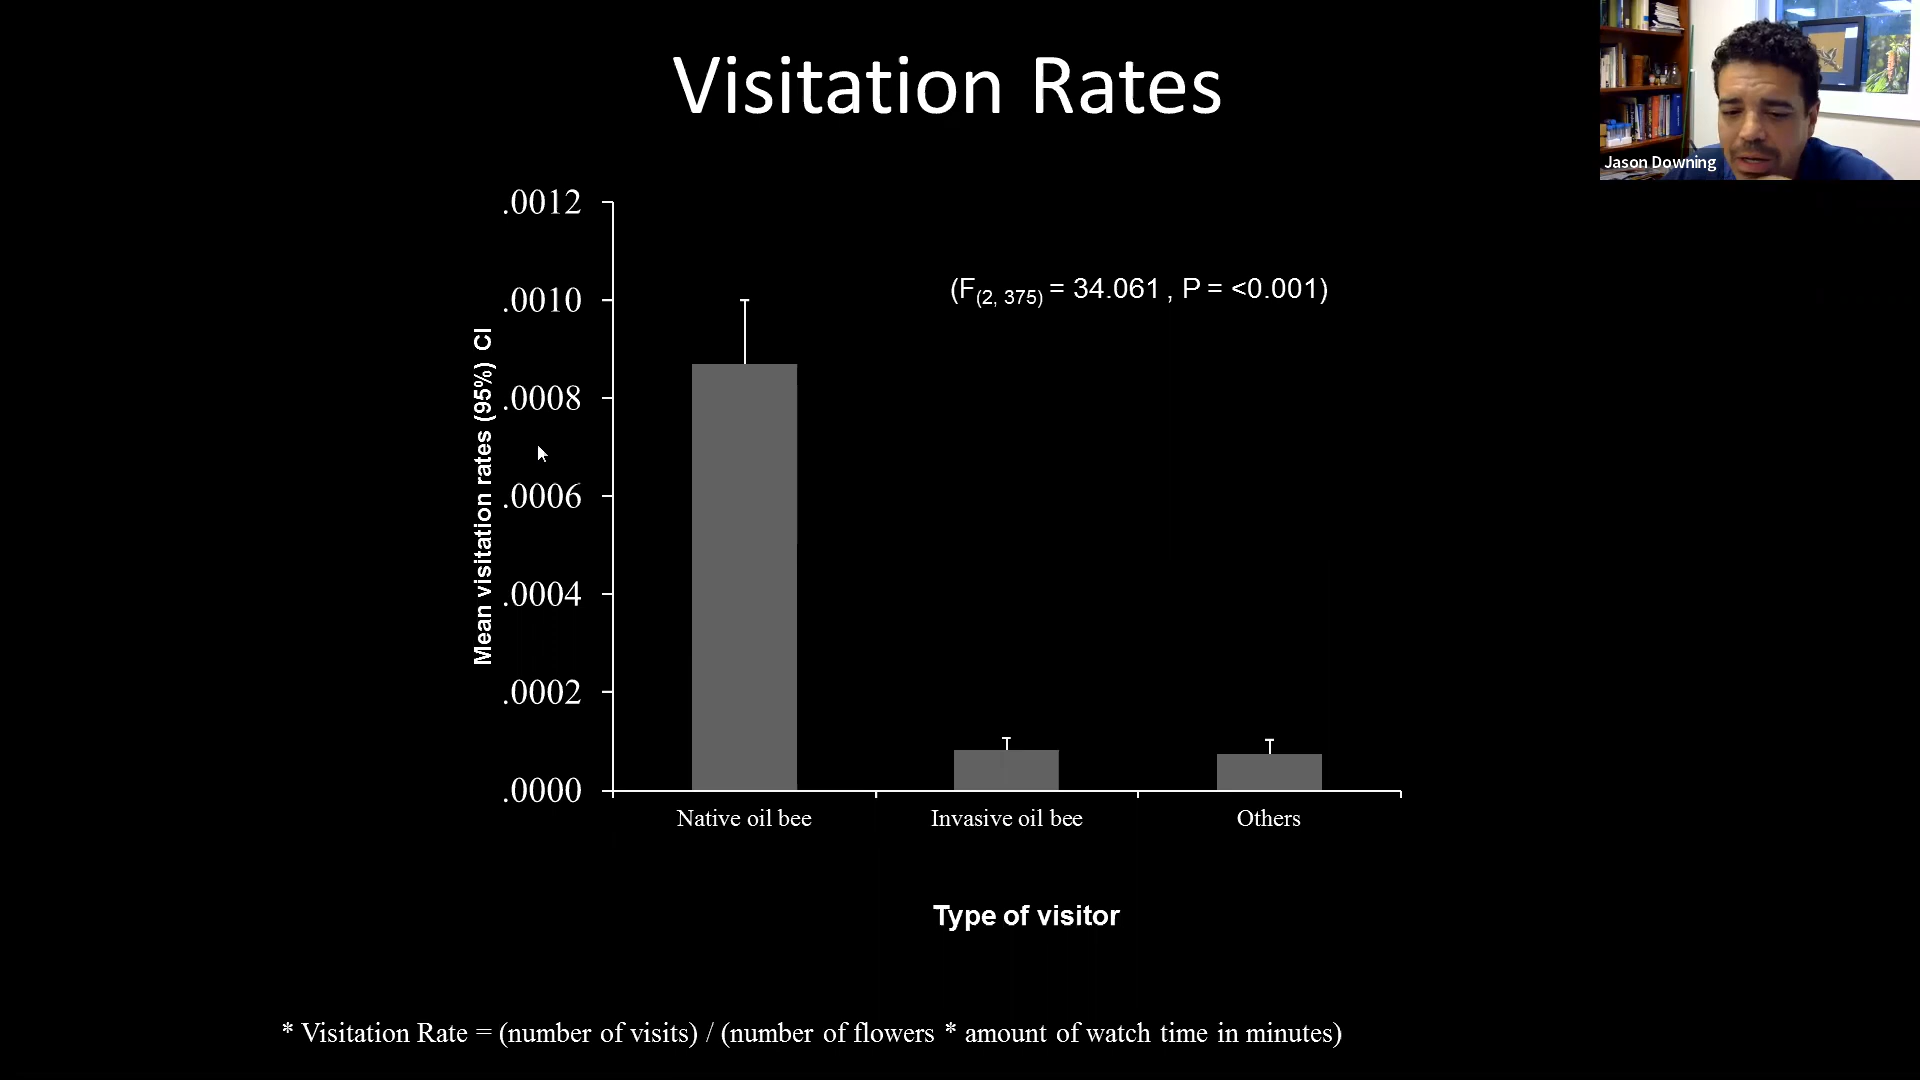 Visitation Rates
Jason Downing
.0012
(F(2, 375) = 34.061 , P = <0.001)
.0010
.0008
.0006
.0004
.0002
.0000
Mean visitation rates (95%) CI
Native oil bee
Invasive oil bee
Others
Type of visitor
* Visitation Rate = (number of visits) / (number of flowers * amount of watch time in minutes)